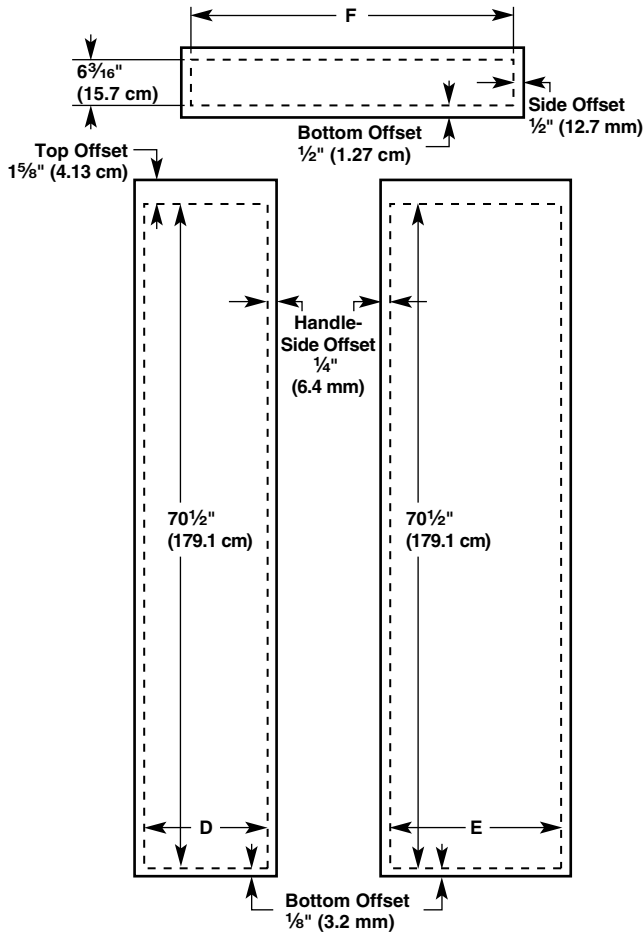 F
6 3⁄16"
(15.7 cm)
Side Offset
½" (12.7 mm)
Bottom Offset
½" (1.27 cm)
Top Offset
1⅝" (4.13 cm)
Handle-
Side Offset
¼"
(6.4 mm)
70½"
(179.1 cm)
70½"
(179.1 cm)
D
E
Bottom Offset
⅛" (3.2 mm)